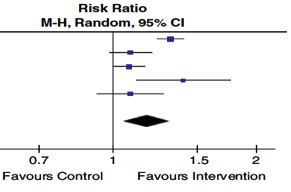 Risk Ratio
M-H, Random, 95% CI
0.7 1 1.5 2
Favours Control Favours Intervention